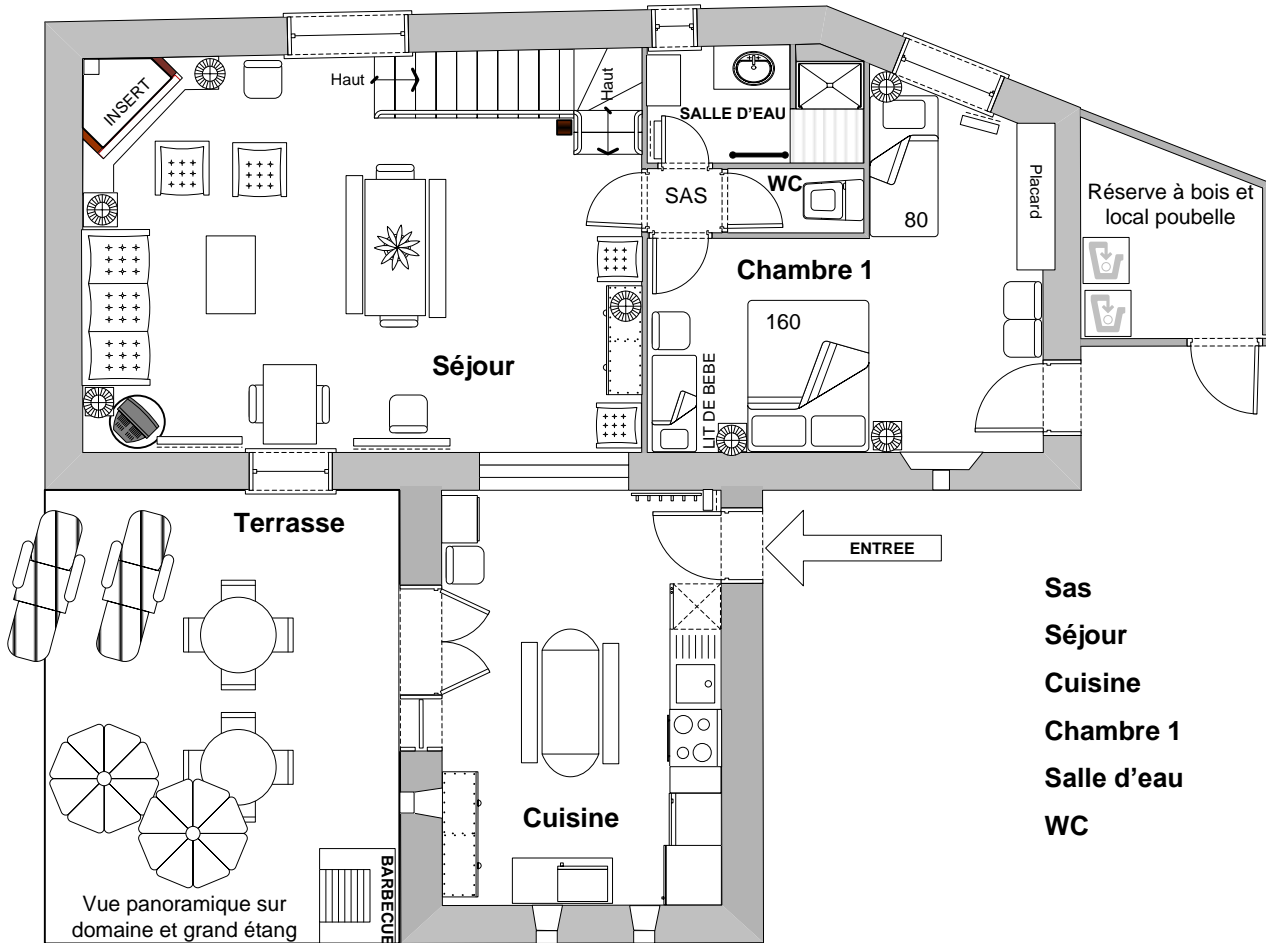 Haut
Haut
INSERT
SALLE D'EAU
WC
SAS
80
Placard
Réserve à bois et
local poubelle
Chambre 1
160
LIT DE BEBE
Séjour
Terrasse
ENTREE
Sas
Séjour
Cuisine
Chambre 1
Salle d'eau
WC
Cuisine
BARBECUE
Vue panoramique sur
domaine et grand étang